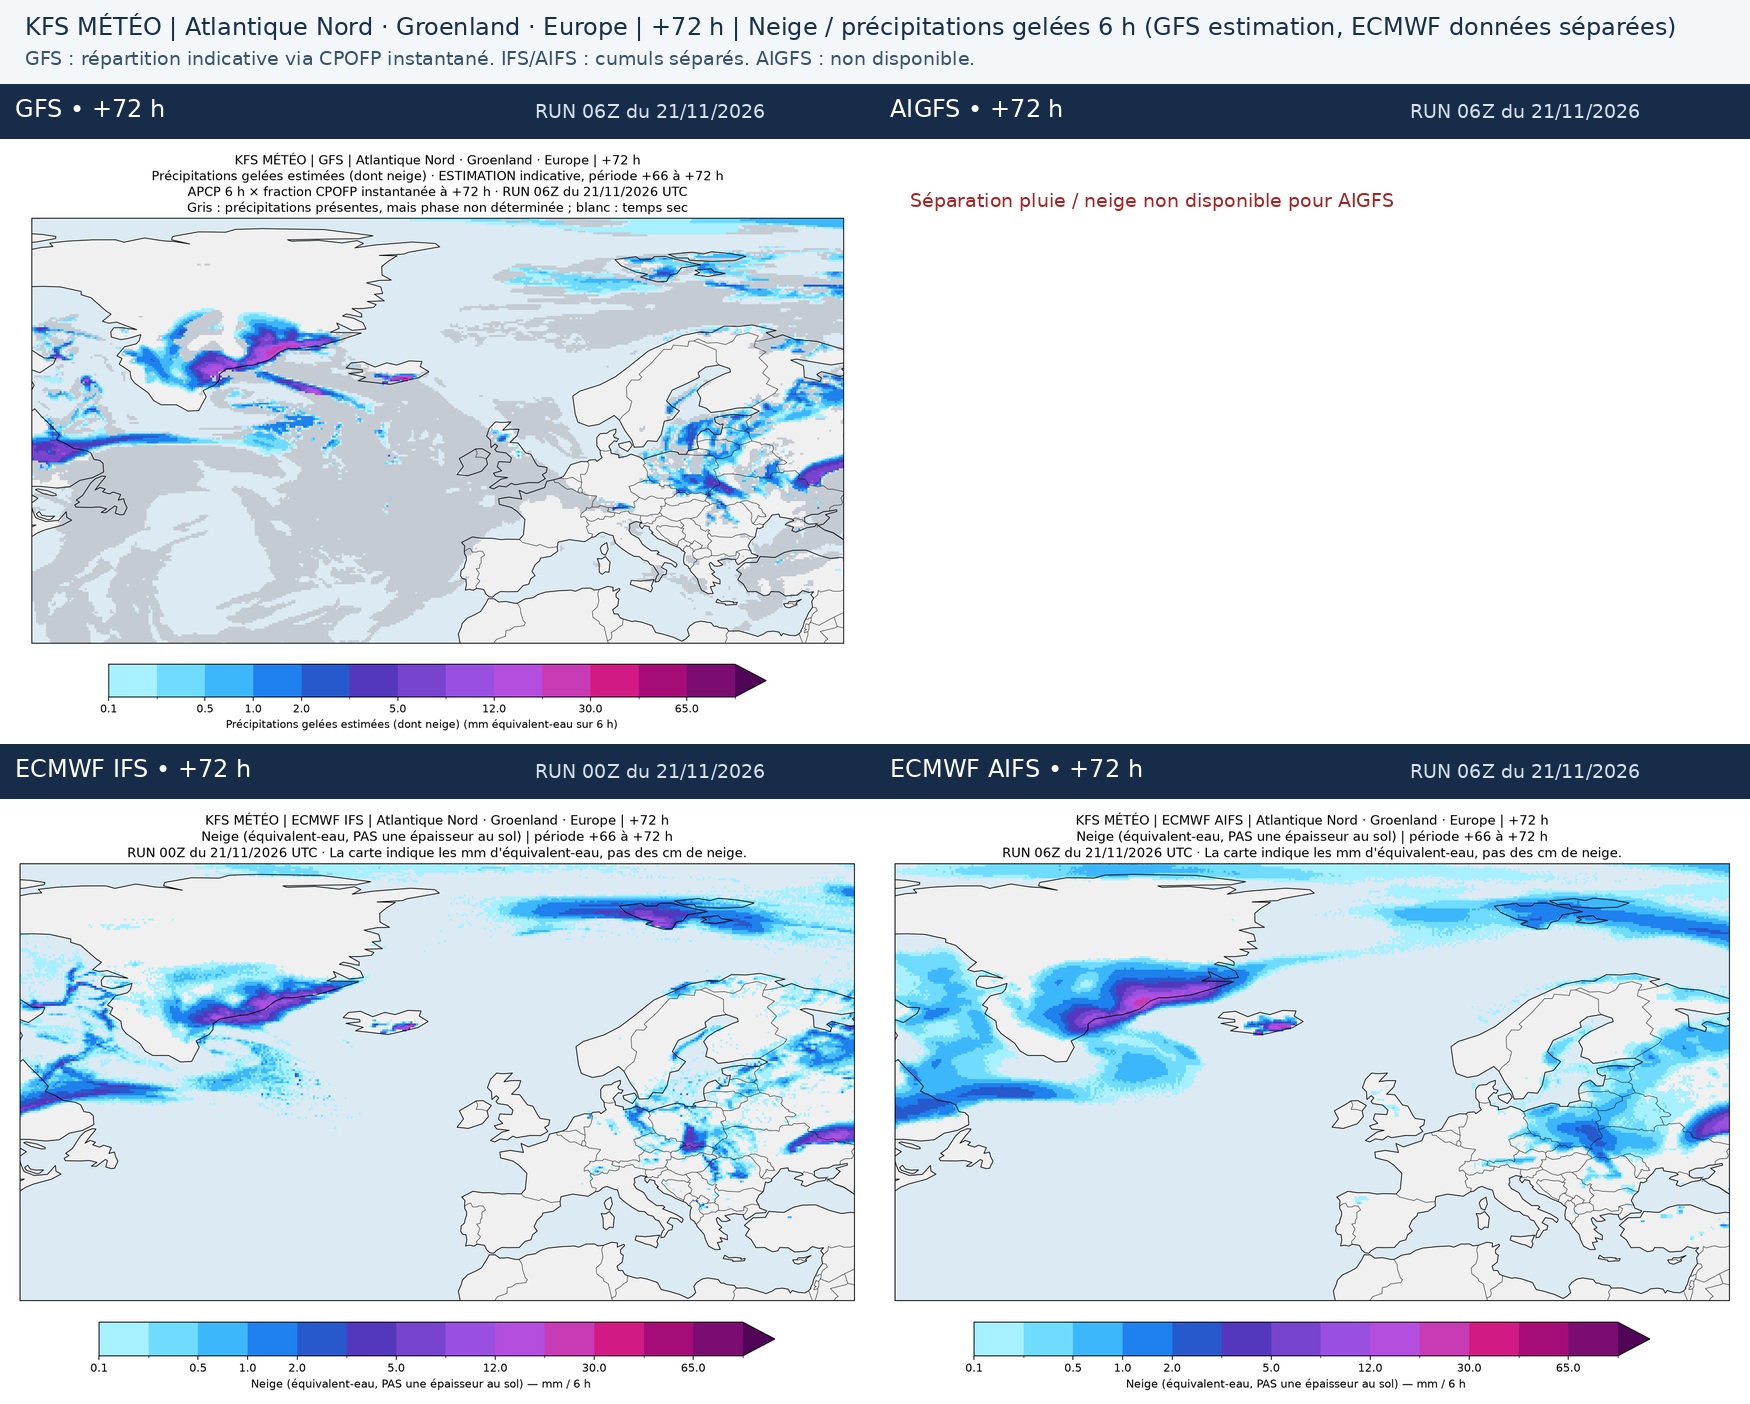 KFS MÉTÉO | Atlantique Nord · Groenland · Europe | +72 h | Neige / précipitations gelées 6 h (GFS estimation, ECMWF données séparées)
GFS : répartition indicative via CPOFP instantané. IFS/AIFS : cumuls séparés. AIGFS : non disponible.
GFS • +72 h
RUN 06Z du 21/11/2026
AIGFS • +72 h
RUN 06Z du 21/11/2026
KFS MÉTÉO | GFS | Atlantique Nord · Groenland · Europe | +72 h
Précipitations gelées estimées (dont neige) · ESTIMATION indicative, période +66 à +72 h
APCP 6 h × fraction CPOFP instantanée à +72 h · RUN 06Z du 21/11/2026 UTC
Gris : précipitations présentes, mais phase non déterminée ; blanc : temps sec
0.1 0.5 1.0 2.0 5.0 12.0 30.0 65.0
Précipitations gelées estimées (dont neige) (mm équivalent-eau sur 6 h)
Séparation pluie / neige non disponible pour AIGFS
ECMWF IFS • +72 h
RUN 00Z du 21/11/2026
ECMWF AIFS • +72 h
RUN 06Z du 21/11/2026
KFS MÉTÉO | ECMWF IFS | Atlantique Nord · Groenland · Europe | +72 h
Neige (équivalent-eau, PAS une épaisseur au sol) | période +66 à +72 h
RUN 00Z du 21/11/2026 UTC · La carte indique les mm d'équivalent-eau, pas des cm de neige.
0.1 0.5 1.0 2.0 5.0 12.0 30.0 65.0
Neige (équivalent-eau, PAS une épaisseur au sol) — mm / 6 h
KFS MÉTÉO | ECMWF AIFS | Atlantique Nord · Groenland · Europe | +72 h
Neige (équivalent-eau, PAS une épaisseur au sol) | période +66 à +72 h
RUN 06Z du 21/11/2026 UTC · La carte indique les mm d'équivalent-eau, pas des cm de neige.
0.1 0.5 1.0 2.0 5.0 12.0 30.0 65.0
Neige (équivalent-eau, PAS une épaisseur au sol) — mm / 6 h